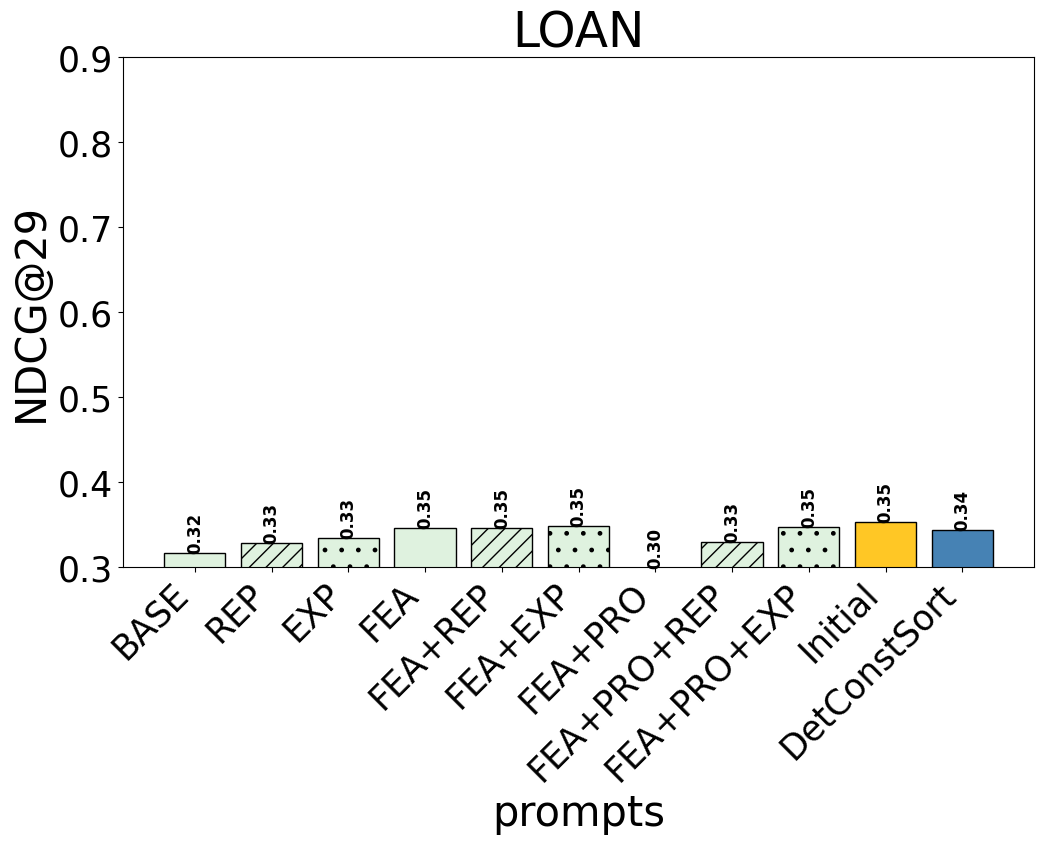 LOAN
NDCG@29
0.9
0.8
0.7
0.6
0.5
0.4
0.3
0.32
0.33
0.33
0.35
0.35
0.35
0.30
0.33
0.35
0.35
0.34
BASE
REP
EXP
FEA
FEA+REP
FEA+EXP
FEA+PRO
FEA+PRO+REP
FEA+PRO+EXP
Initial
DetConstSort
prompts